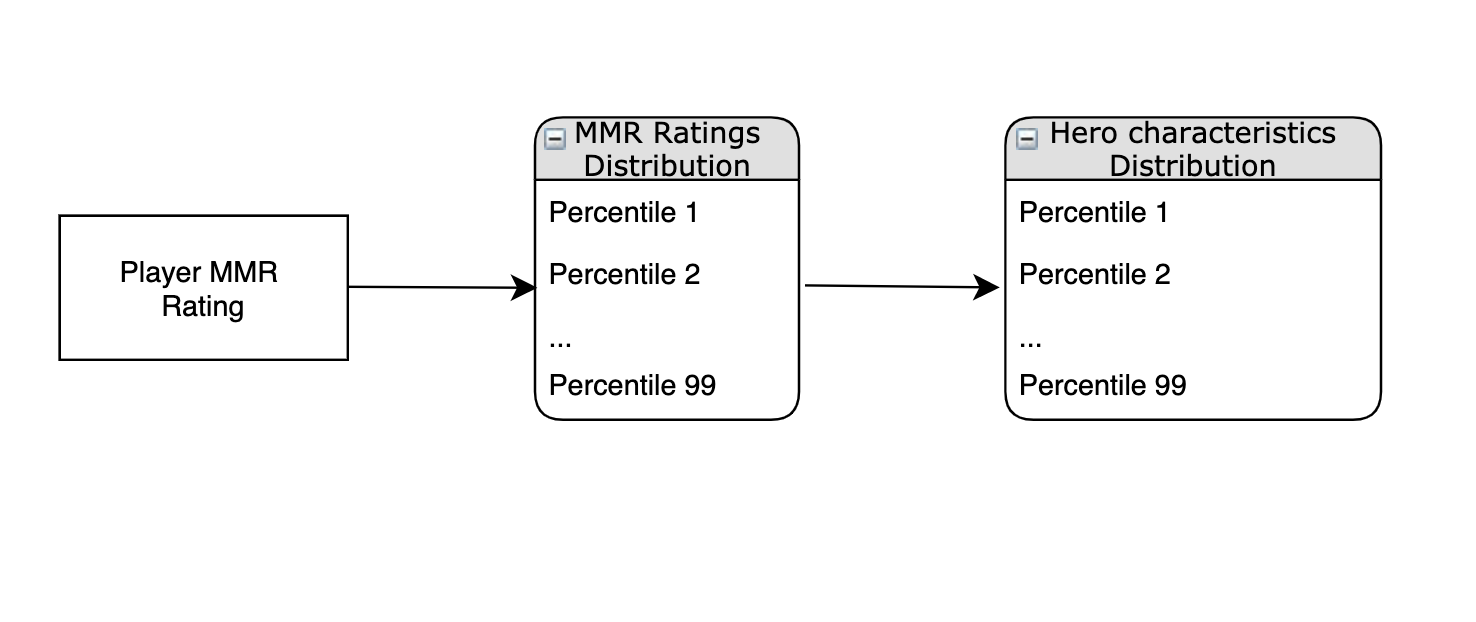 Player MMR
Rating
MMR Ratings
Distribution
Percentile 1
Percentile 2
...
Percentile 99
Hero characteristics
Distribution
Percentile 1
Percentile 2
...
Percentile 99